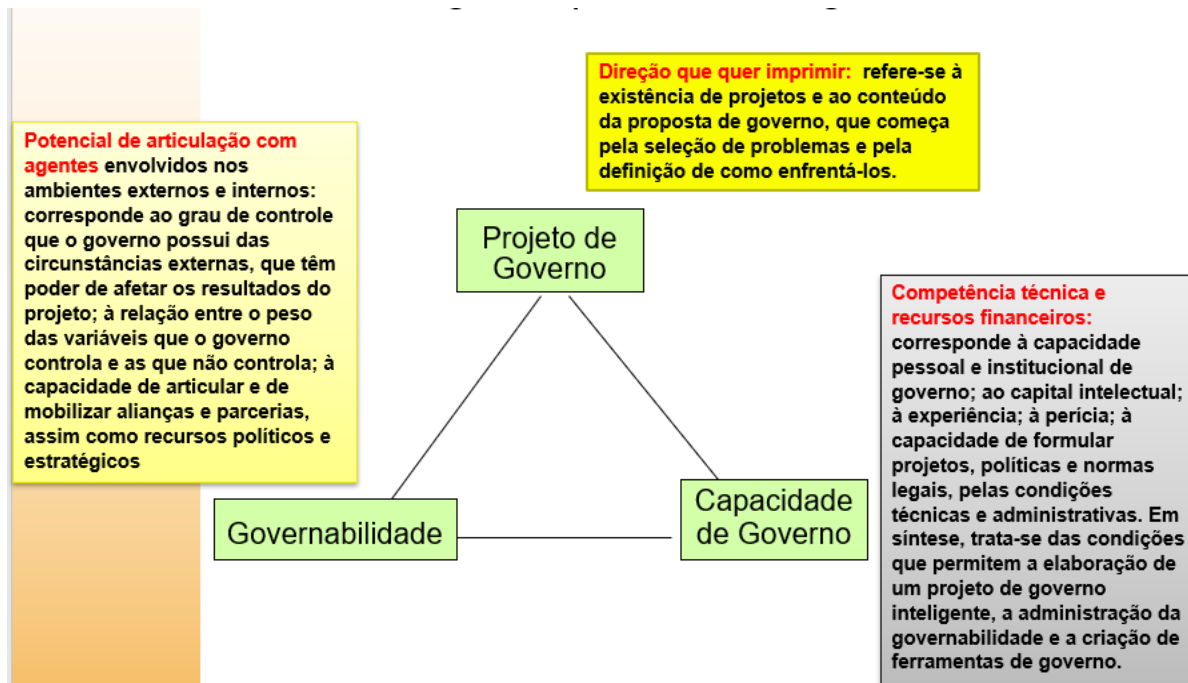 Direção que quer imprimir: refere-se à
existência de projetos e ao conteúdo
da proposta de governo, que começa
pela seleção de problemas e pela
definição de como enfrentá-los.
Potencial de articulação com
agentes envolvidos nos
ambientes externos e internos:
corresponde ao grau de controle
que o governo possui das
circunstâncias externas, que têm
poder de afetar os resultados do
projeto; à relação entre o peso
das variáveis que o governo
controla e as que não controla; à
capacidade de articular e de
mobilizar alianças e parcerias,
assim como recursos políticos e
estratégicos
Projeto de
Governo
Competência técnica e
recursos financeiros:
corresponde à capacidade
pessoal e institucional de
governo; ao capital intelectual;
à experiência; à perícia; à
capacidade de formular
projetos, políticas e normas
legais, pelas condições
técnicas e administrativas. Em
síntese, trata-se das condições
que permitem a elaboração de
um projeto de governo
inteligente, a administração da
governabilidade e a criação de
ferramentas de governo.
Governabilidade
Capacidade
de Governo